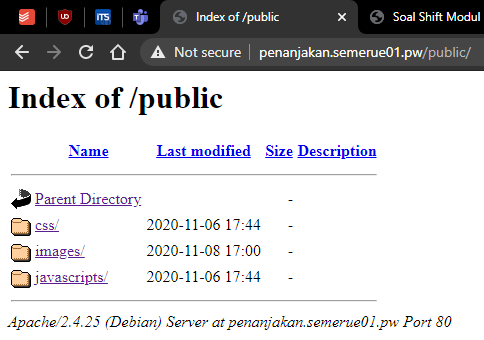 UD
ITS
Index of /public
Soal Shift Modul
Not secure | penanjakan.semerue01.pw/public/
Index of /public
Name Last modified Size Description
Parent Directory -
css/ 2020-11-06 17:44 -
images/ 2020-11-08 17:00 -
javascripts/ 2020-11-06 17:44 -
Apache/2.4.25 (Debian) Server at penanjakan.semerue01.pw Port 80